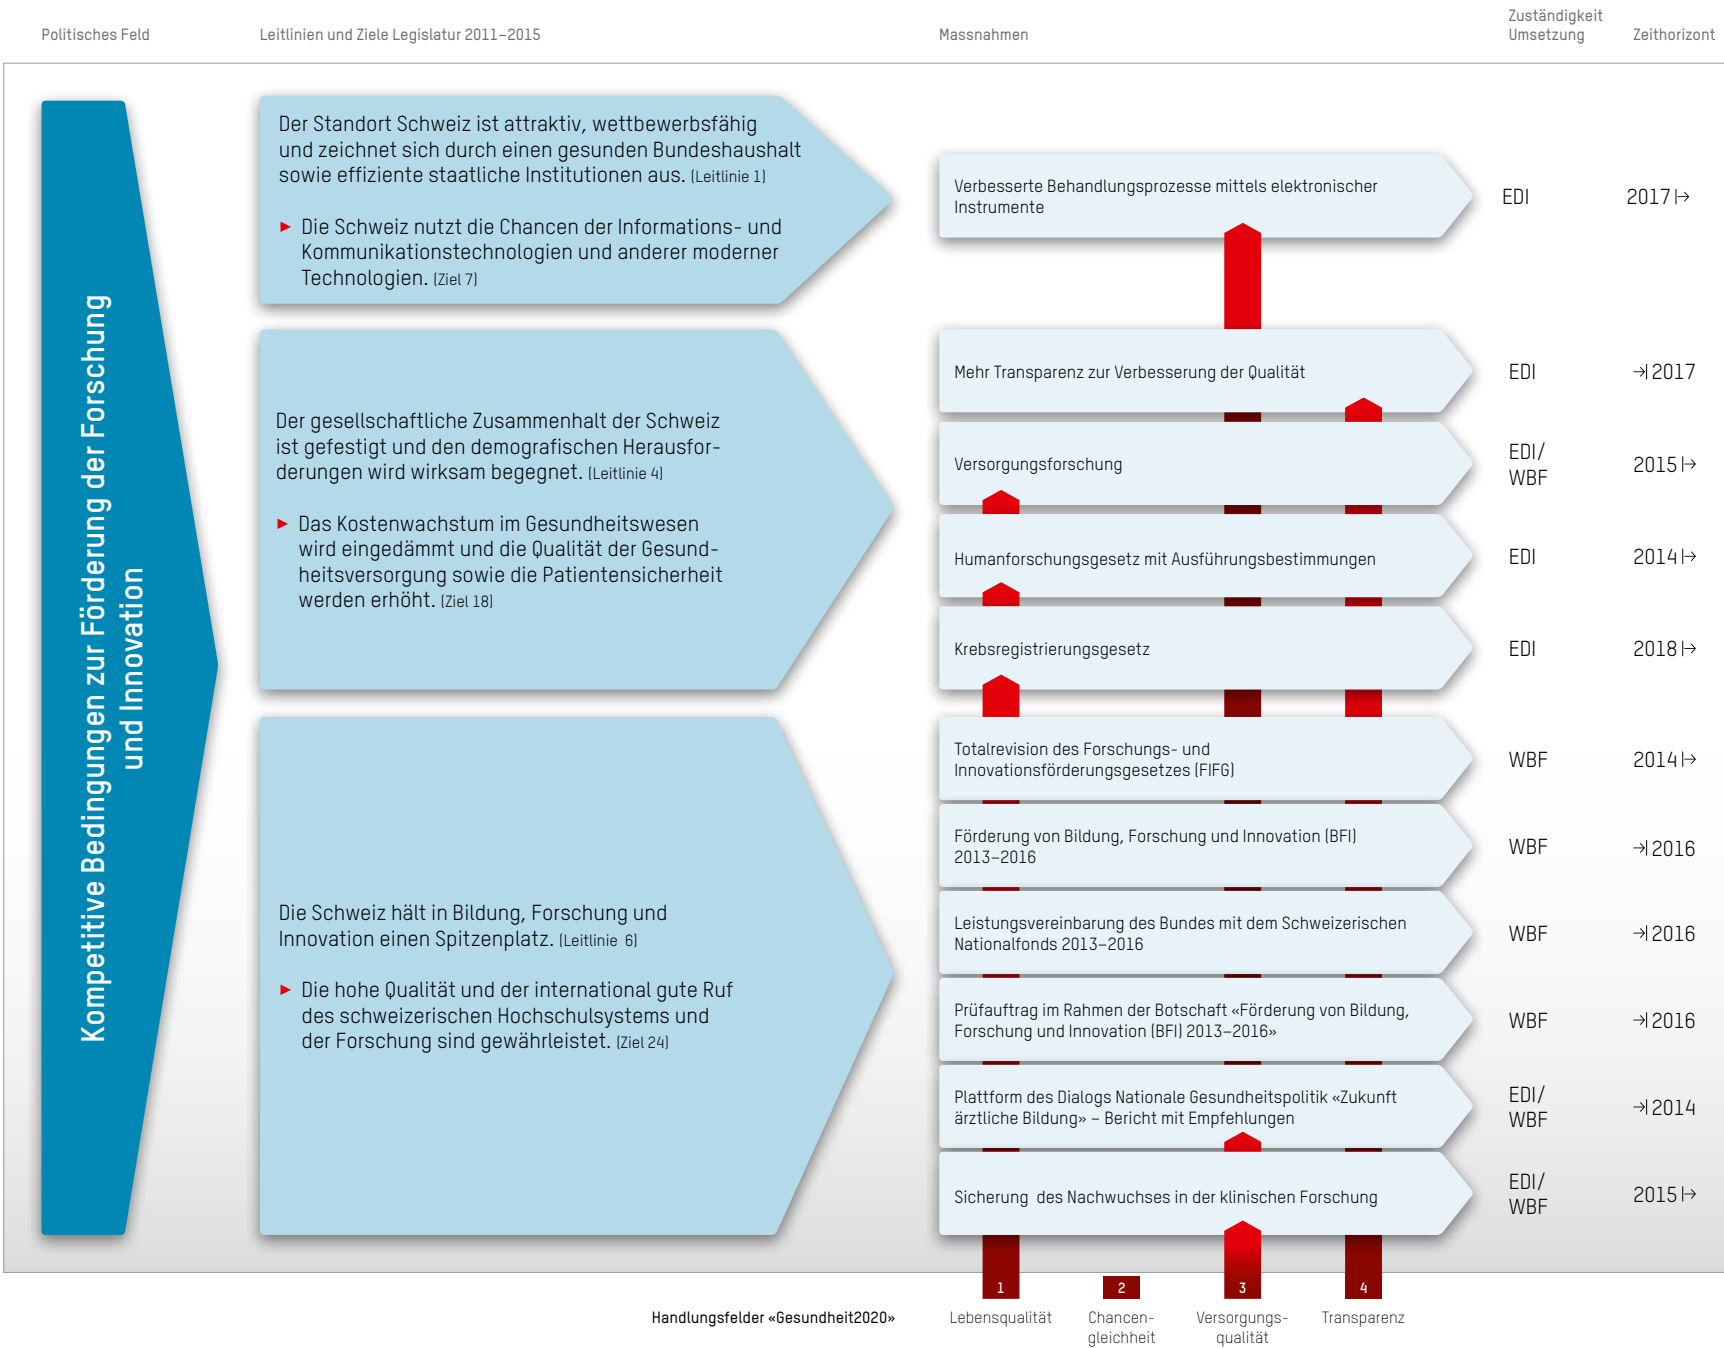 Politisches Feld
Leitlinien und Ziele Legislatur 2011–2015
Massnahmen
Zuständigkeit
Umsetzung
Zeithorizont
Kompetitive Bedingungen zur Förderung der Forschung
und Innovation
Der Standort Schweiz ist attraktiv, wettbewerbsfähig
und zeichnet sich durch einen gesunden Bundeshaushalt
sowie effiziente staatliche Institutionen aus. (Leitlinie 1)
► Die Schweiz nutzt die Chancen der Informations- und
Kommunikationstechnologien und anderer moderner
Technologien. (Ziel 7)
Verbesserte Behandlungsprozesse mittels elektronischer
Instrumente
EDI
2017 ↦
Der gesellschaftliche Zusammenhalt der Schweiz
ist gefestigt und den demografischen Herausfor-
derungen wird wirksam begegnet. (Leitlinie 4)
► Das Kostenwachstum im Gesundheitswesen
wird eingedämmt und die Qualität der Gesund-
heitsversorgung sowie die Patientensicherheit
werden erhöht. (Ziel 18)
Mehr Transparenz zur Verbesserung der Qualität
EDI
→| 2017
Versorgungsforschung
EDI/
WBF
2015 ↦
Humanforschungsgesetz mit Ausführungsbestimmungen
EDI
2014 ↦
Krebsregistrierungsgesetz
EDI
2018 ↦
Die Schweiz hält in Bildung, Forschung und
Innovation einen Spitzenplatz. (Leitlinie 6)
► Die hohe Qualität und der international gute Ruf
des schweizerischen Hochschulsystems und
der Forschung sind gewährleistet. (Ziel 24)
Totalrevision des Forschungs- und
Innovationsförderungsgesetzes (FIFG)
WBF
2014 ↦
Förderung von Bildung, Forschung und Innovation (BFI)
2013–2016
WBF
→| 2016
Leistungsvereinbarung des Bundes mit dem Schweizerischen
Nationalfonds 2013–2016
WBF
→| 2016
Prüfauftrag im Rahmen der Botschaft «Förderung von Bildung,
Forschung und Innovation (BFI) 2013–2016»
WBF
→| 2016
Plattform des Dialogs Nationale Gesundheitspolitik «Zukunft
ärztliche Bildung» – Bericht mit Empfehlungen
EDI/
WBF
→| 2014
Sicherung des Nachwuchses in der klinischen Forschung
EDI/
WBF
2015 ↦
Handlungsfelder «Gesundheit2020»
1
Lebensqualität
2
Chancen-
gleichheit
3
Versorgungs-
qualität
4
Transparenz